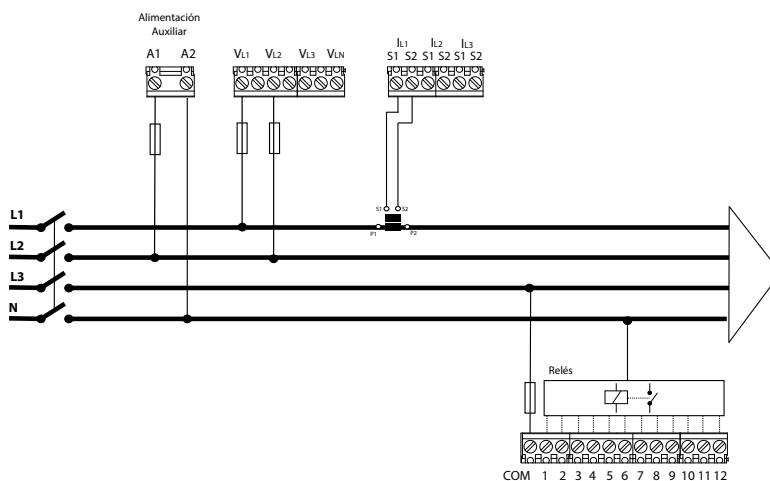 Alimentación
Auxiliar
A1 A2
VL1 VL2 VL3 VLN
IL1 IL2 IL3
S1 S2 S1 S2 S1 S2
S1 S2
L1
P1 P2
L2
L3
N
Relés
COM 1 2 3 4 5 6 7 8 9 10 11 12